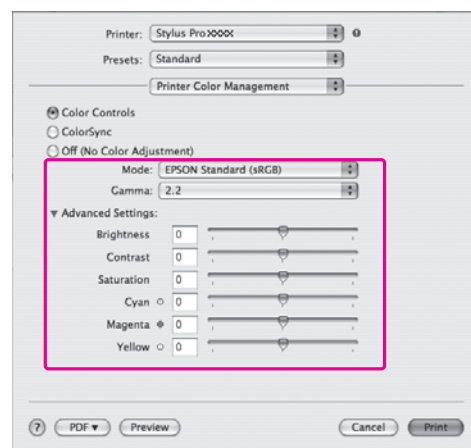 Printer: Stylus Pro XXXX
Presets: Standard
Printer Color Management
Color Controls
ColorSync
Off (No Color Adjustment)
Mode: EPSON Standard (sRGB)
Gamma: 2.2
Advanced Settings:
Brightness 0
Contrast 0
Saturation 0
Cyan 0
Magenta 0
Yellow 0
? PDF Preview Cancel Print